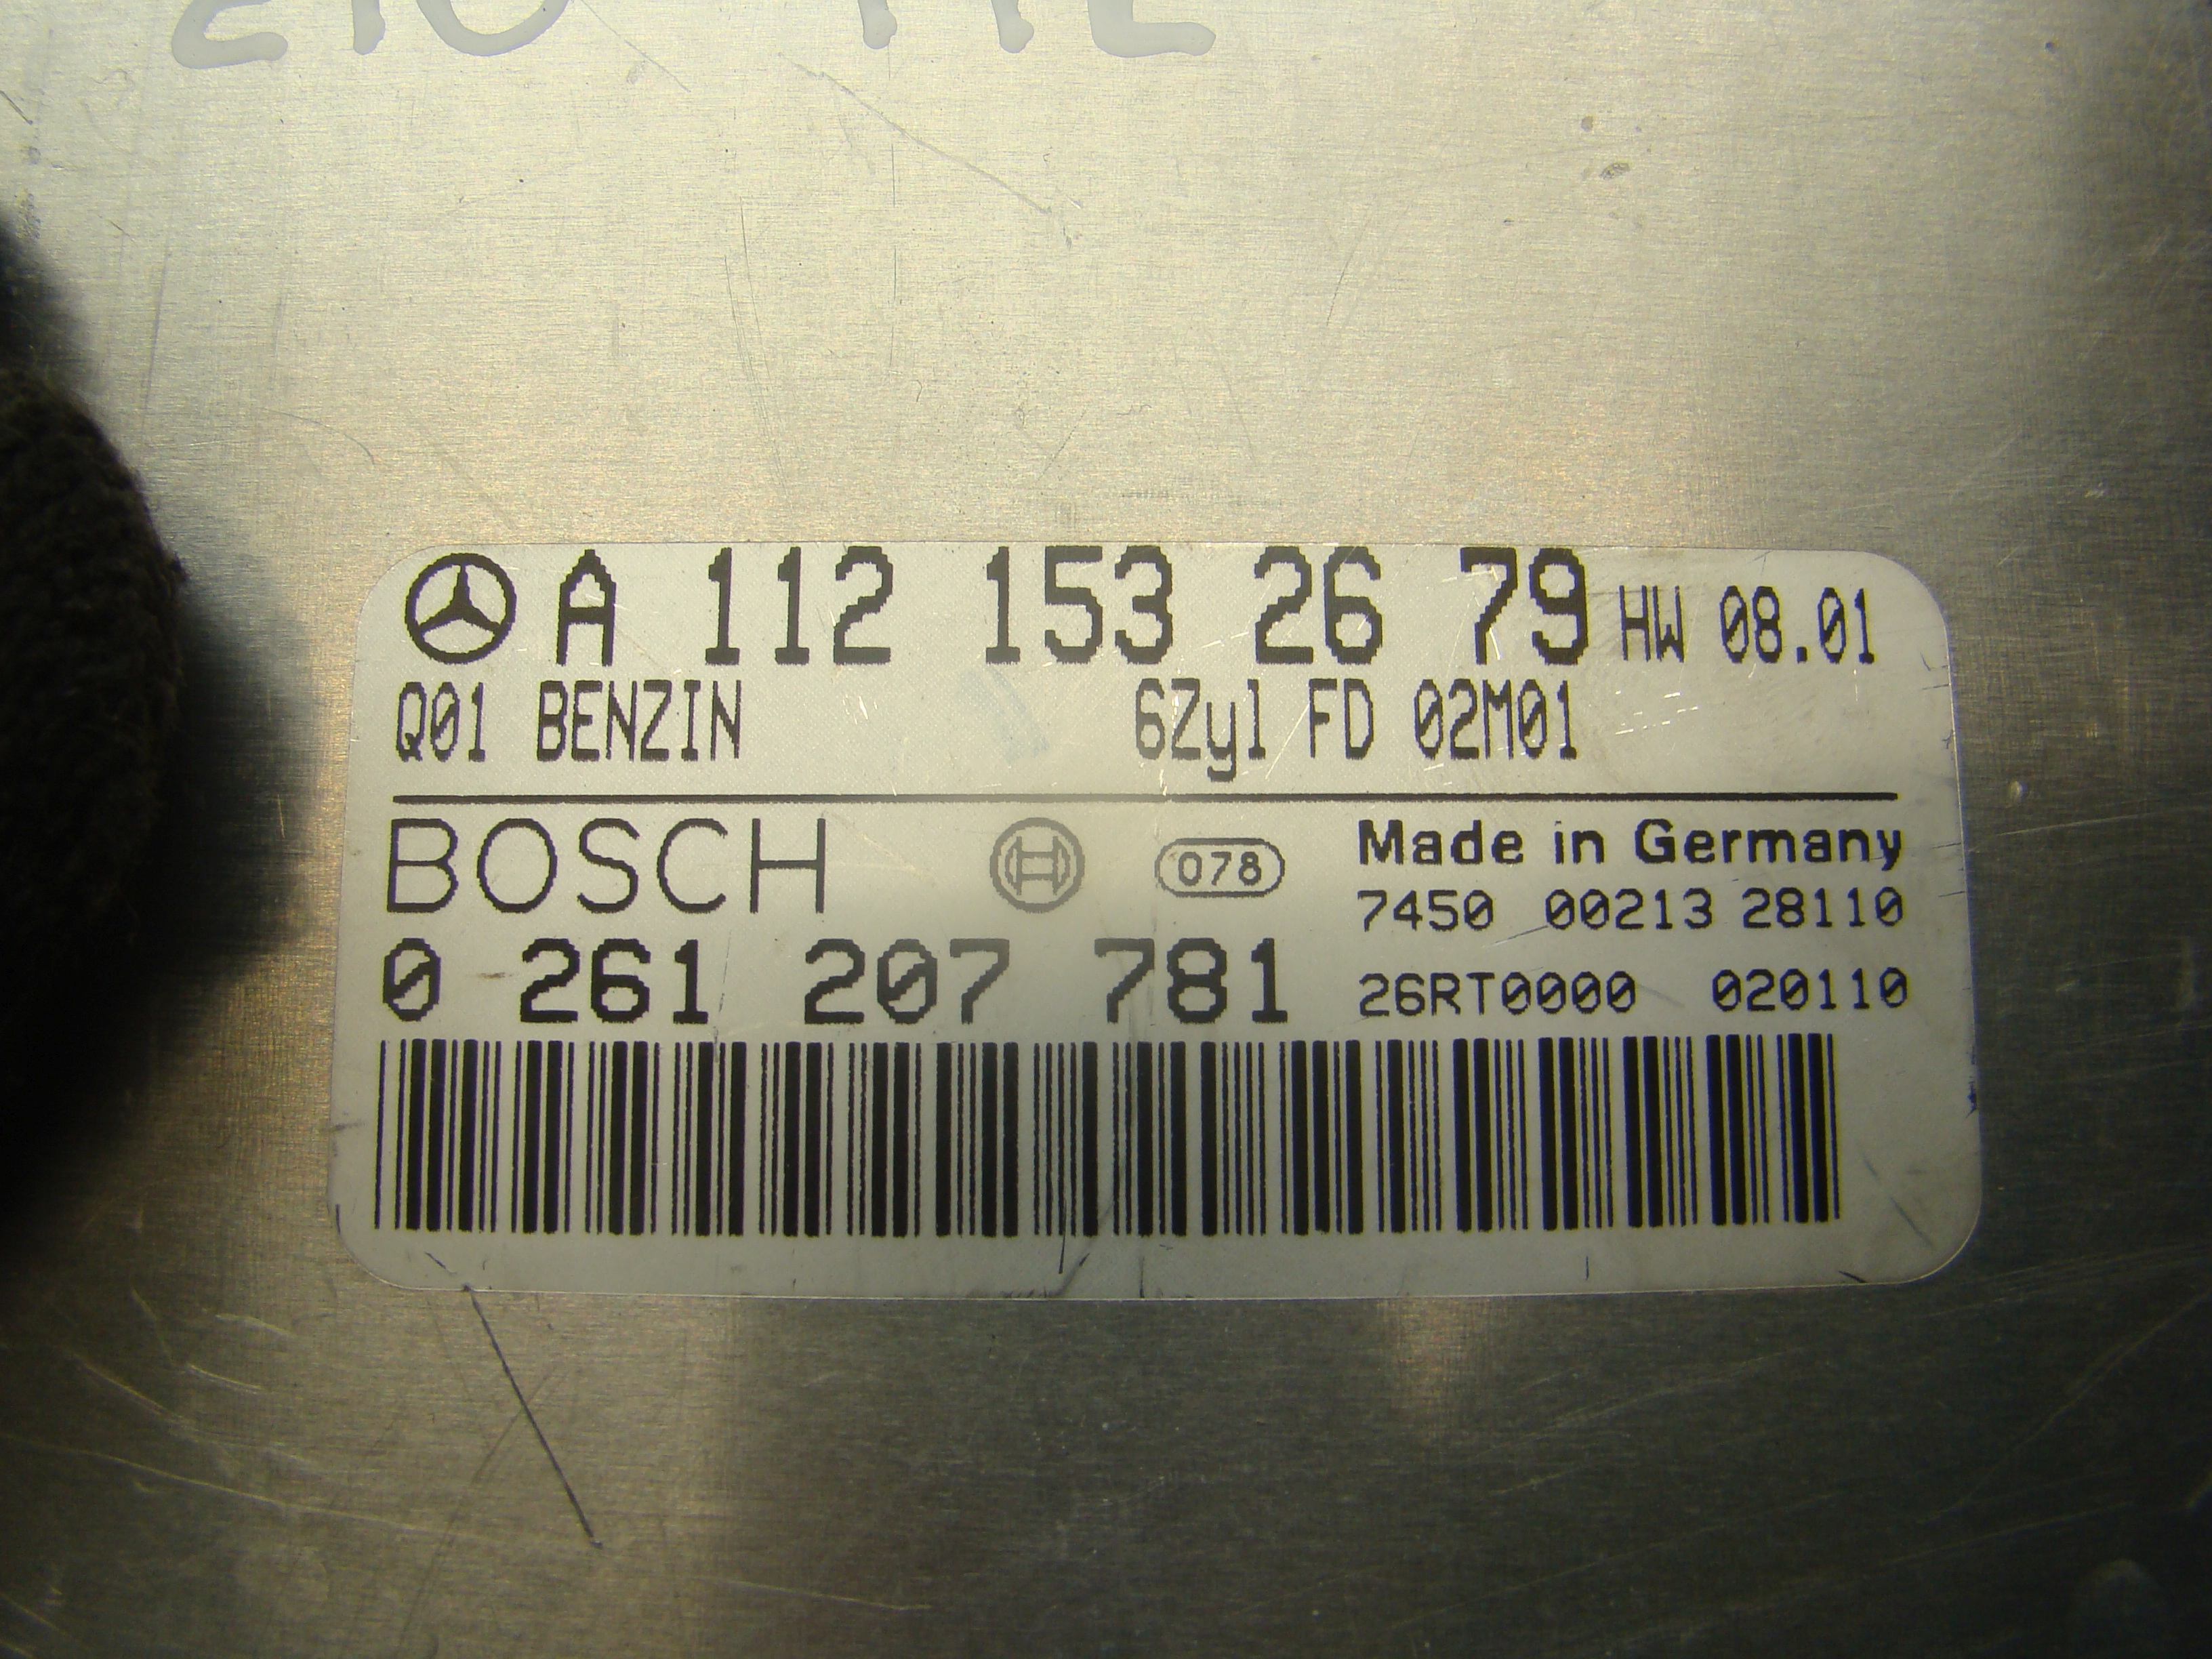 A 112 153 26 79 HW 08.01
Q01 BENZIN 6Zyl FD 02M01
BOSCH 078 Made in Germany
7450 00213 28110
0 261 207 781 26RT0000 020110